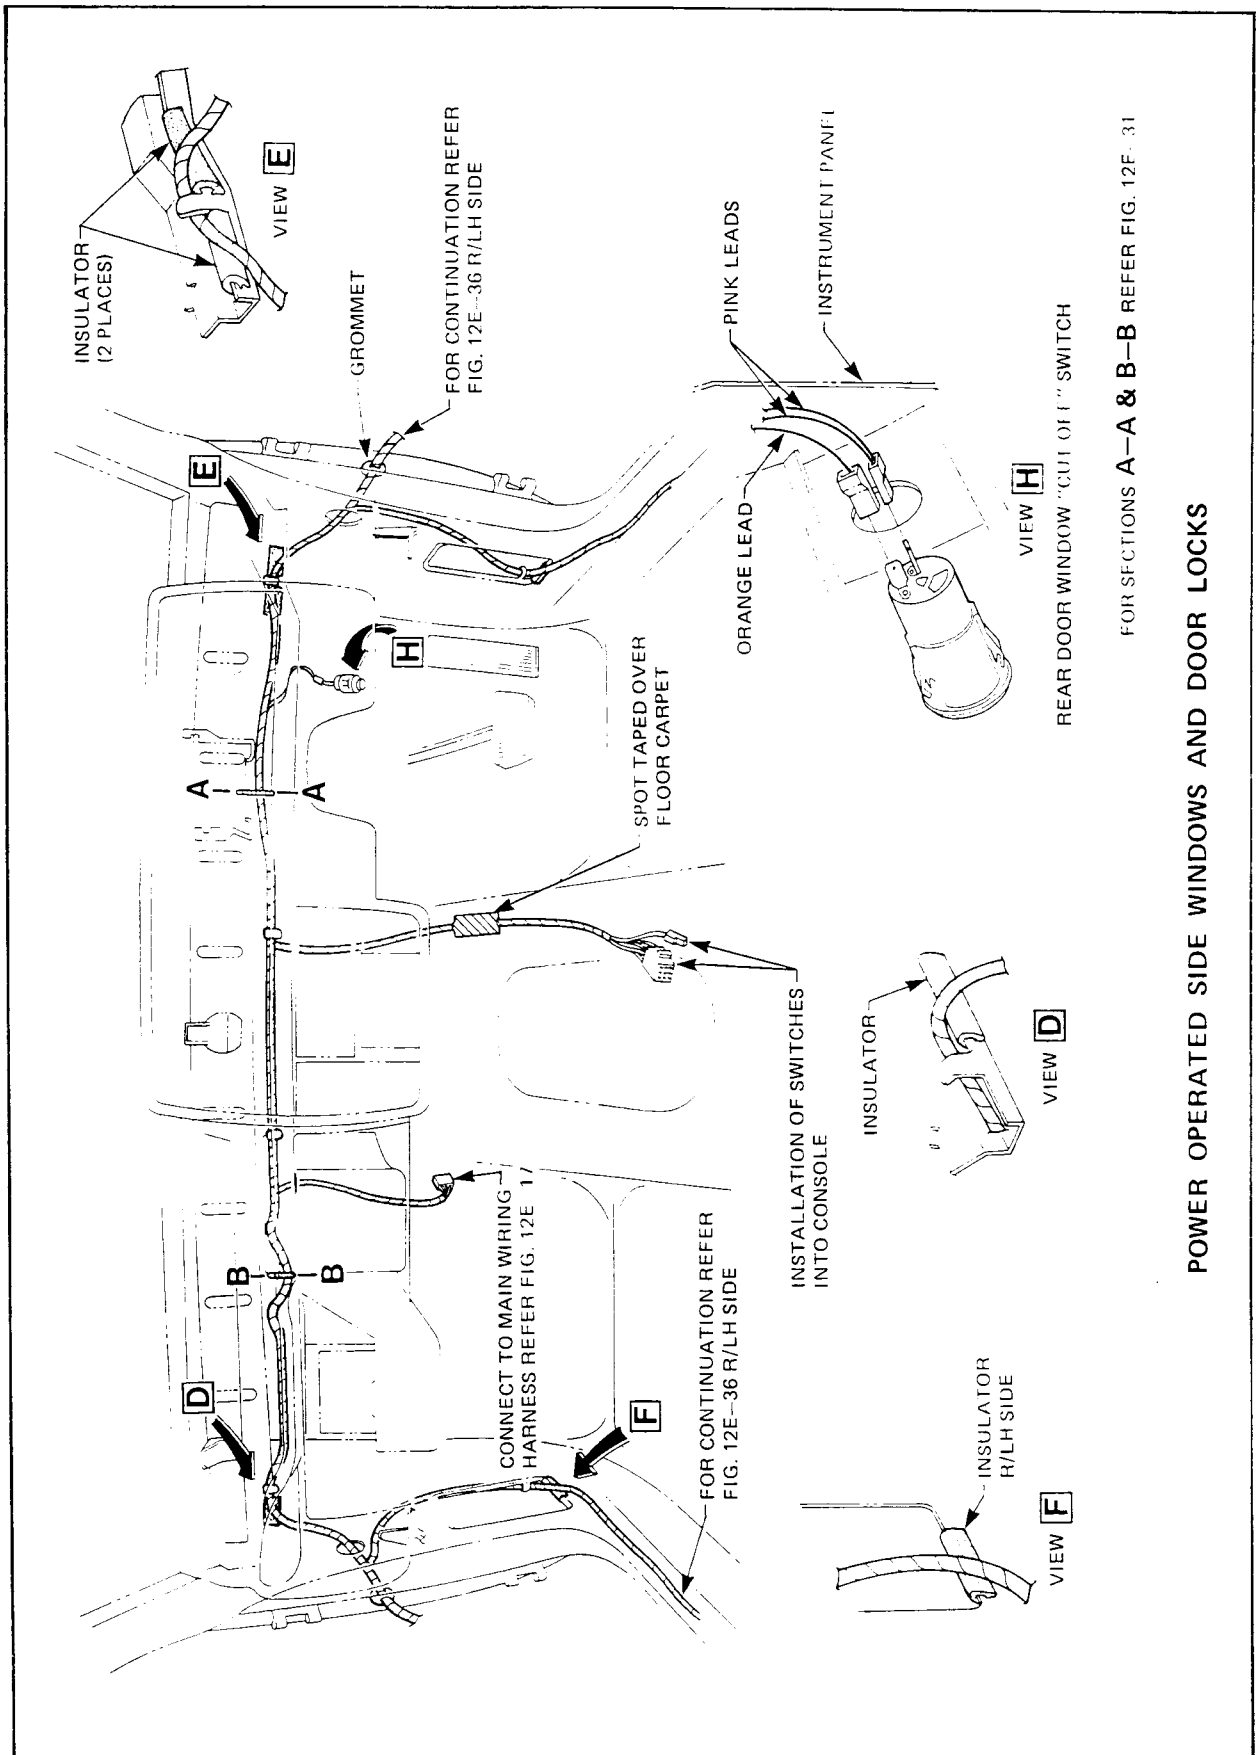 INSULATOR
(2 PLACES)
VIEW E
GROMMET
FOR CONTINUATION REFER
FIG. 12E-36 R/LH SIDE
E
H
A
A
SPOT TAPED OVER
FLOOR CARPET
PINK LEADS
INSTRUMENT PANEL
ORANGE LEAD
VIEW H
REAR DOOR WINDOW "CUT OFF" SWITCH
FOR SECTIONS A-A & B-B REFER FIG. 12E-31
D
B
B
CONNECT TO MAIN WIRING
HARNESS REFER FIG. 12E 17
INSTALLATION OF SWITCHES
INTO CONSOLE
INSULATOR
VIEW D
F
FOR CONTINUATION REFER
FIG. 12E-36 R/LH SIDE
INSULATOR
R/LH SIDE
VIEW F
POWER OPERATED SIDE WINDOWS AND DOOR LOCKS